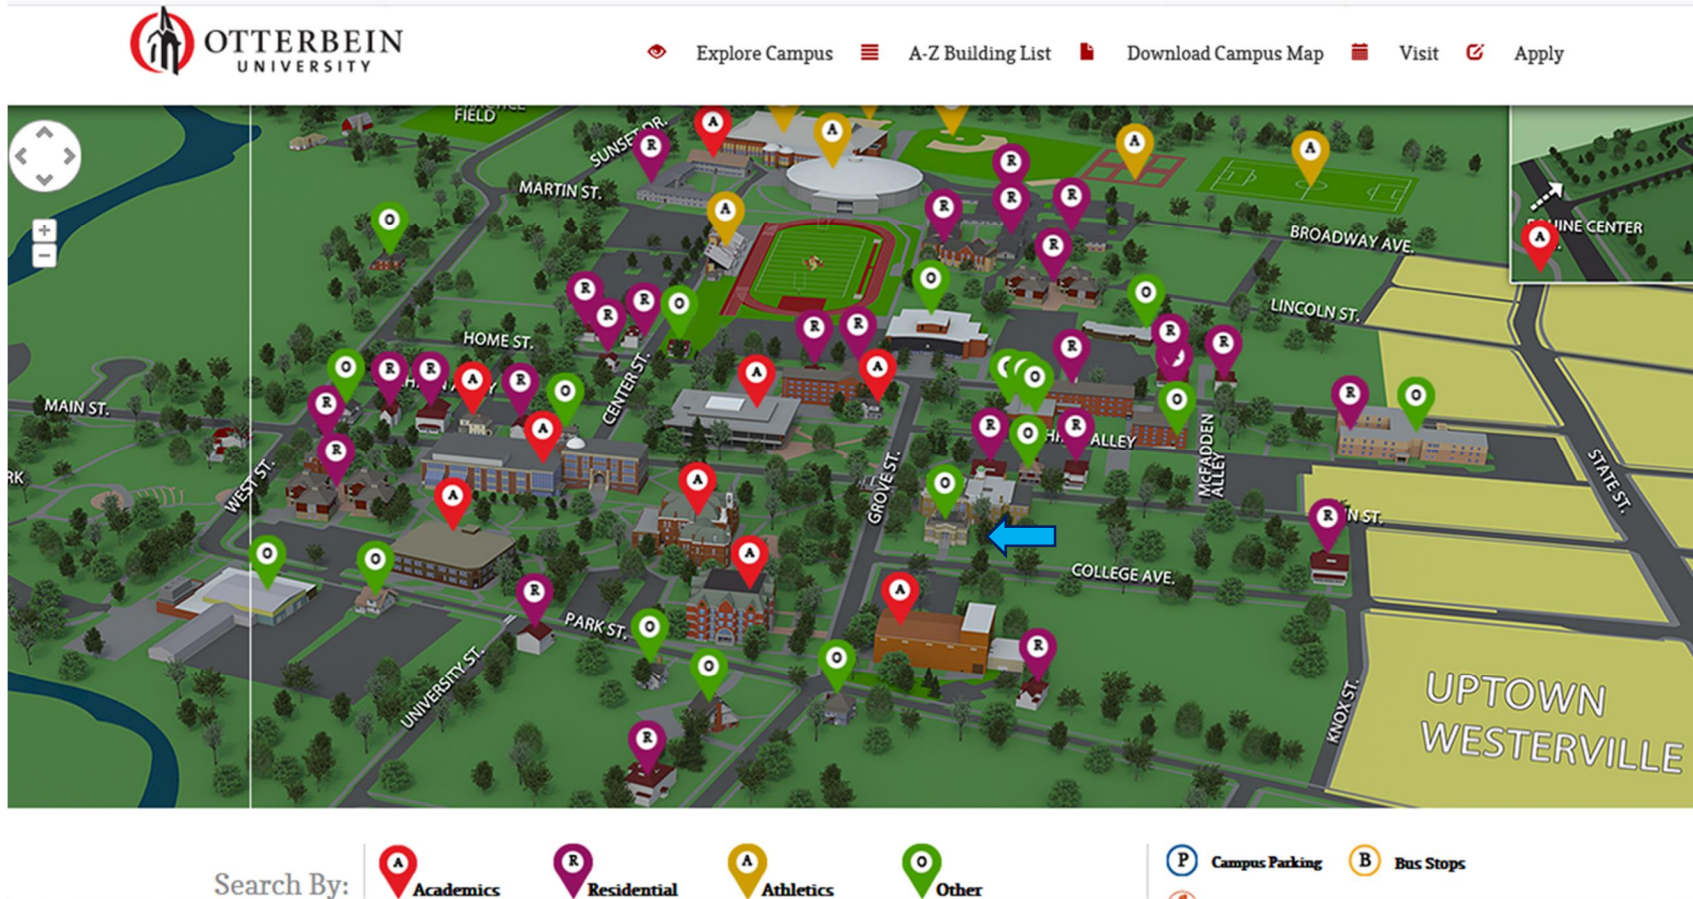 OTTERBEIN
UNIVERSITY
Explore Campus
A-Z Building List
Download Campus Map
Visit
Apply
FIELD
SUNSET DR.
MARTIN ST.
BROADWAY AVE.
LINCOLN ST.
HOME ST.
CENTER ST.
MAIN ST.
WEST ST.
GROVE ST.
ALLEY
McFADDEN
ALLEY
STATE ST.
COLLEGE AVE.
PARK ST.
UNIVERSITY ST.
KNOX ST.
UPTOWN
WESTERVILLE
CENTER
Search By:
A Academics
R Residential
A Athletics
O Other
P Campus Parking
B Bus Stops